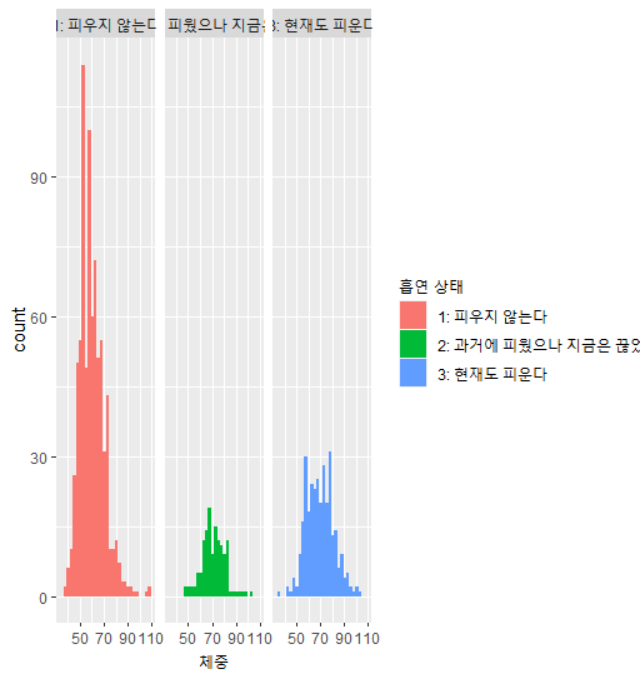 1: 피우지 않는다
피웠으나 지금은
3: 현재도 피운다
90
60
30
0
count
50 70 90 110
50 70 90 110
50 70 90 110
체중
흡연 상태
1: 피우지 않는다
2: 과거에 피웠으나 지금은 끊었
3: 현재도 피운다